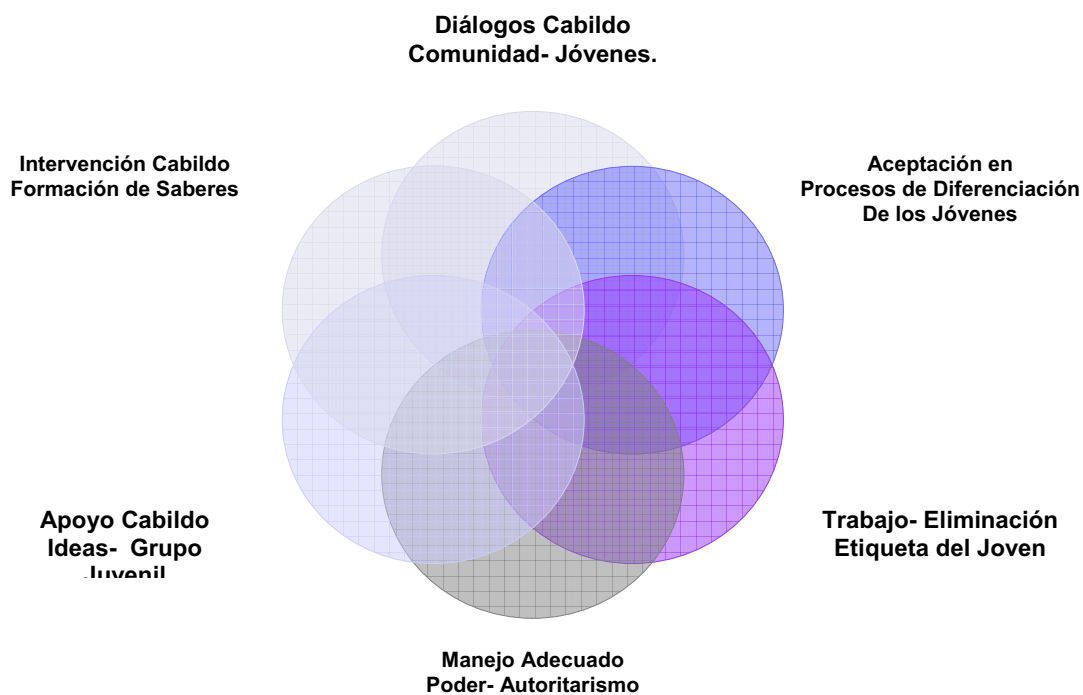 Diálogos Cabildo
Comunidad- Jóvenes.
Intervención Cabildo
Formación de Saberes
Aceptación en
Procesos de Diferenciación
De los Jóvenes
Apoyo Cabildo
Ideas- Grupo
Juvenil
Trabajo- Eliminación
Etiqueta del Joven
Manejo Adecuado
Poder- Autoritarismo